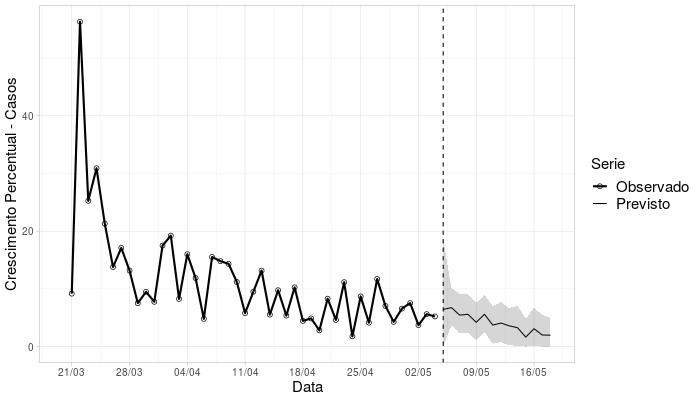 Crescimento Percentual - Casos
40
20
0
21/03 28/03 04/04 11/04 18/04 25/04 02/05 09/05 16/05
Data
Serie
Observado
Previsto